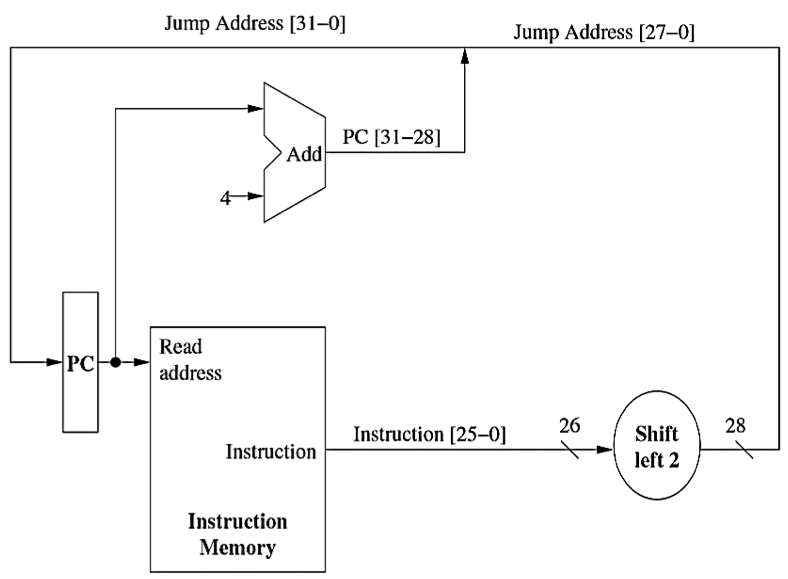 Jump Address [31–0]
Jump Address [27–0]
PC [31–28]
Add
4
PC
Read
address
Instruction
Instruction
Memory
Instruction [25–0]
26
Shift
left 2
28